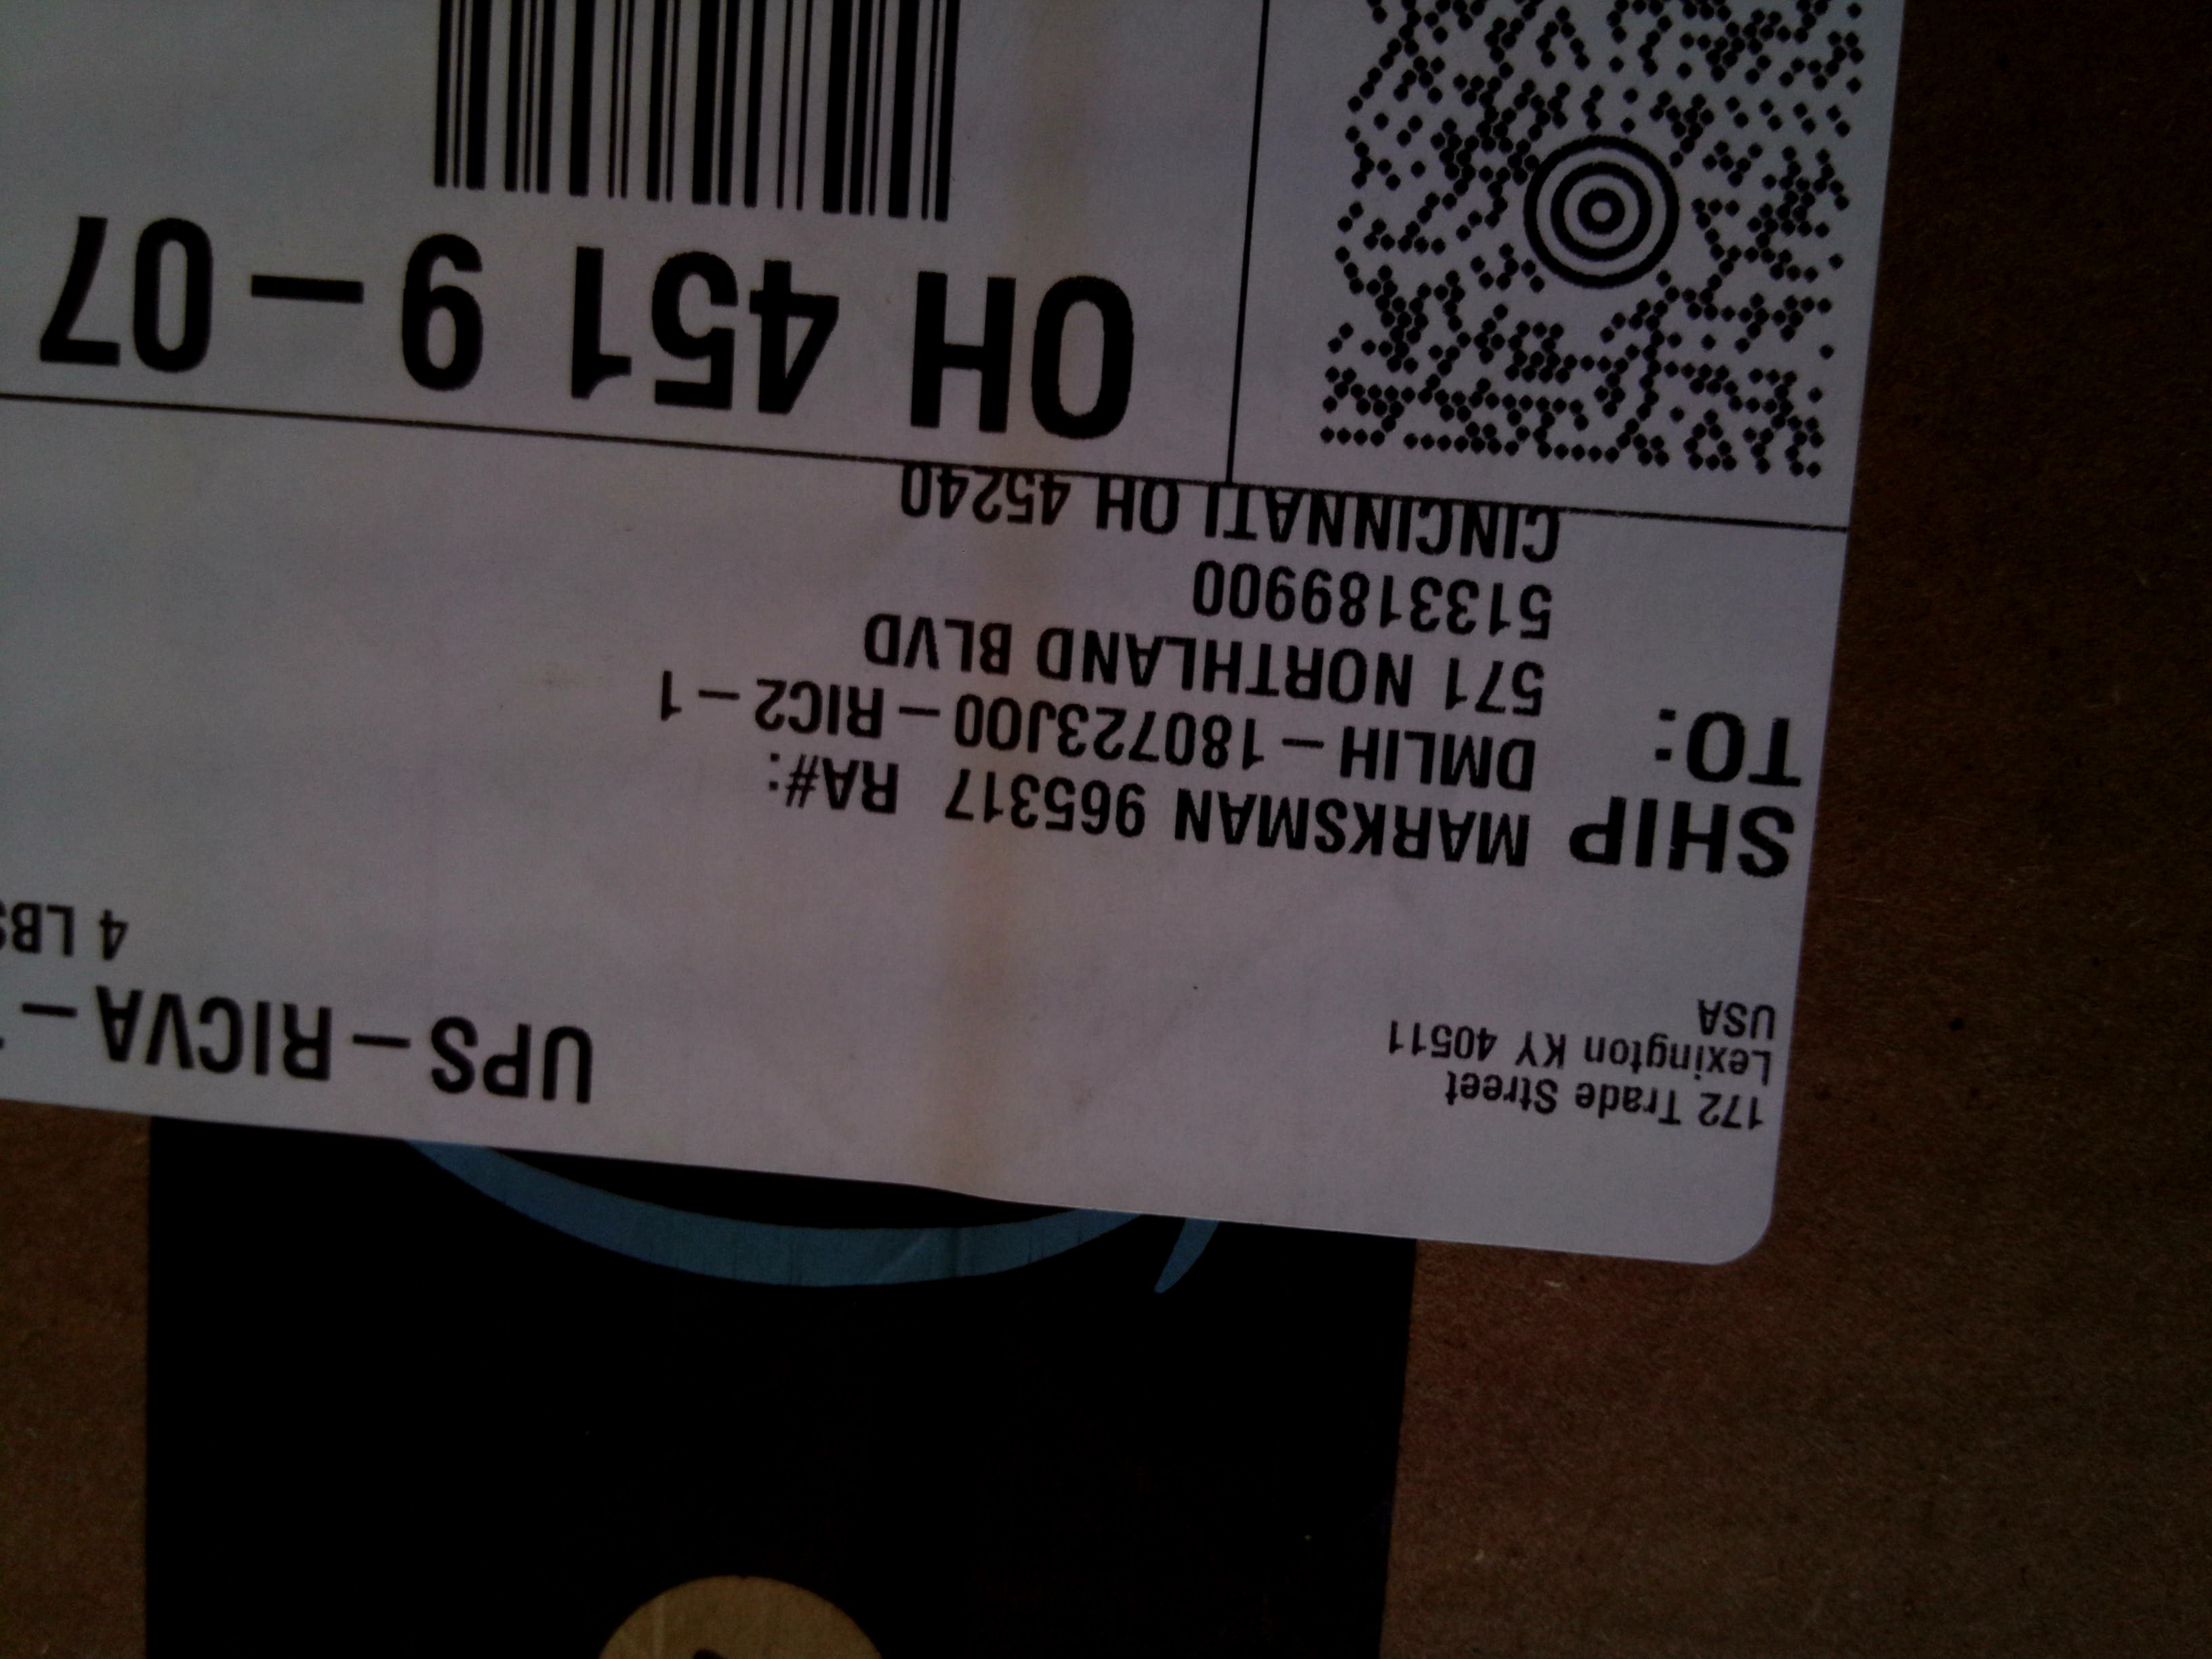 172 Trade Street
Lexington KY 40511
USA
UPS-RICVA-
4 LBS
SHIP TO:
MARKSMAN 965317 RA#:
DMLIH-180723J00-RIC2-1
571 NORTHLAND BLVD
5133189900
CINCINNATI OH 45240
OH 451 9-07